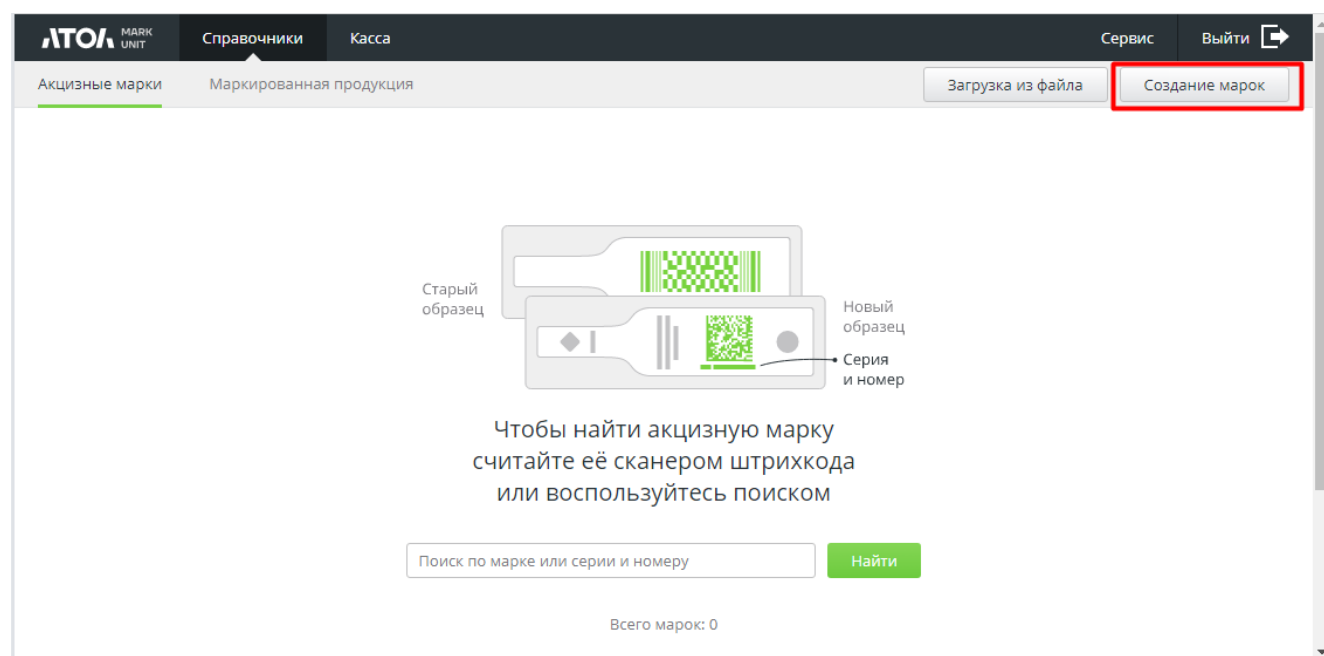 АТОЛ MARK UNIT Справочники Касса Сервис Выйти
Акцизные марки Маркированная продукция Загрузка из файла Создание марок
Старый
образец
Новый
образец
Серия
и номер
Чтобы найти акцизную марку
считайте её сканером штрихкода
или воспользуйтесь поиском
Поиск по марке или серии и номеру Найти
Всего марок: 0